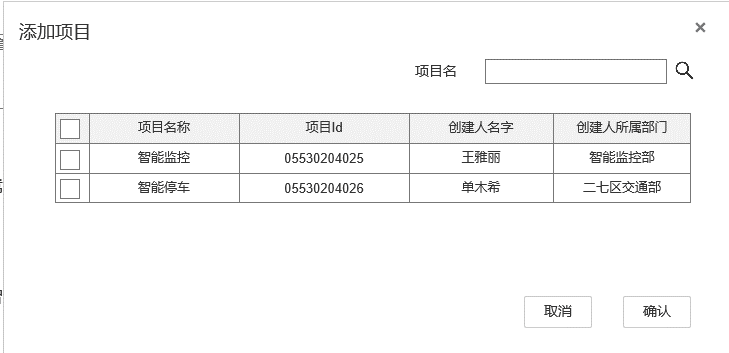 添加项目
×
项目名
项目名称 项目Id 创建人名字 创建人所属部门
智能监控 05530204025 王雅丽 智能监控部
智能停车 05530204026 单木希 二七区交通部
取消 确认